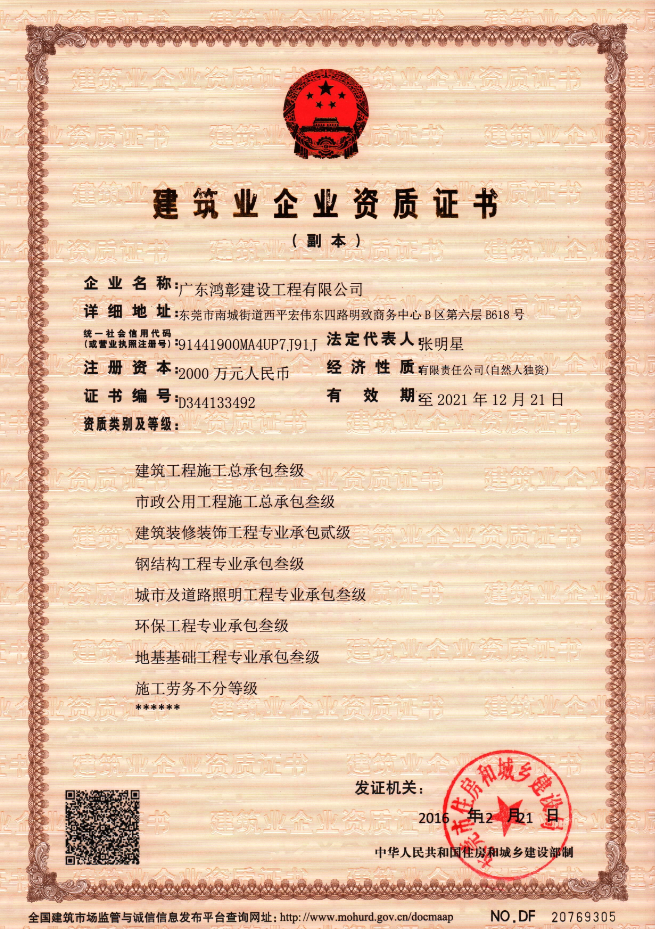 建筑业企业资质证书
（副本）
企业名称：广东鸿彰建设工程有限公司
详细地址：东莞市南城街道西平宏伟东四路明致商务中心B区第六层B618号
统一社会信用代码
（或营业执照注册号）：91441900MA4UP7J91J 法定代表人：张明星
注册资本：2000万元人民币 经济性质：有限责任公司(自然人独资)
证书编号：D344133492 有效期：至2021年12月21日
资质类别及等级：
建筑工程施工总承包叁级
市政公用工程施工总承包叁级
建筑装修装饰工程专业承包贰级
钢结构工程专业承包叁级
城市及道路照明工程专业承包叁级
环保工程专业承包叁级
地基基础工程专业承包叁级
施工劳务不分等级
******
发证机关：
东莞市住房和城乡建设局
2016年12月21日
中华人民共和国住房和城乡建设部制
全国建筑市场监管与诚信信息发布平台查询网址：http://www.mohurd.gov.cn/docmaap NO.DF 20769305